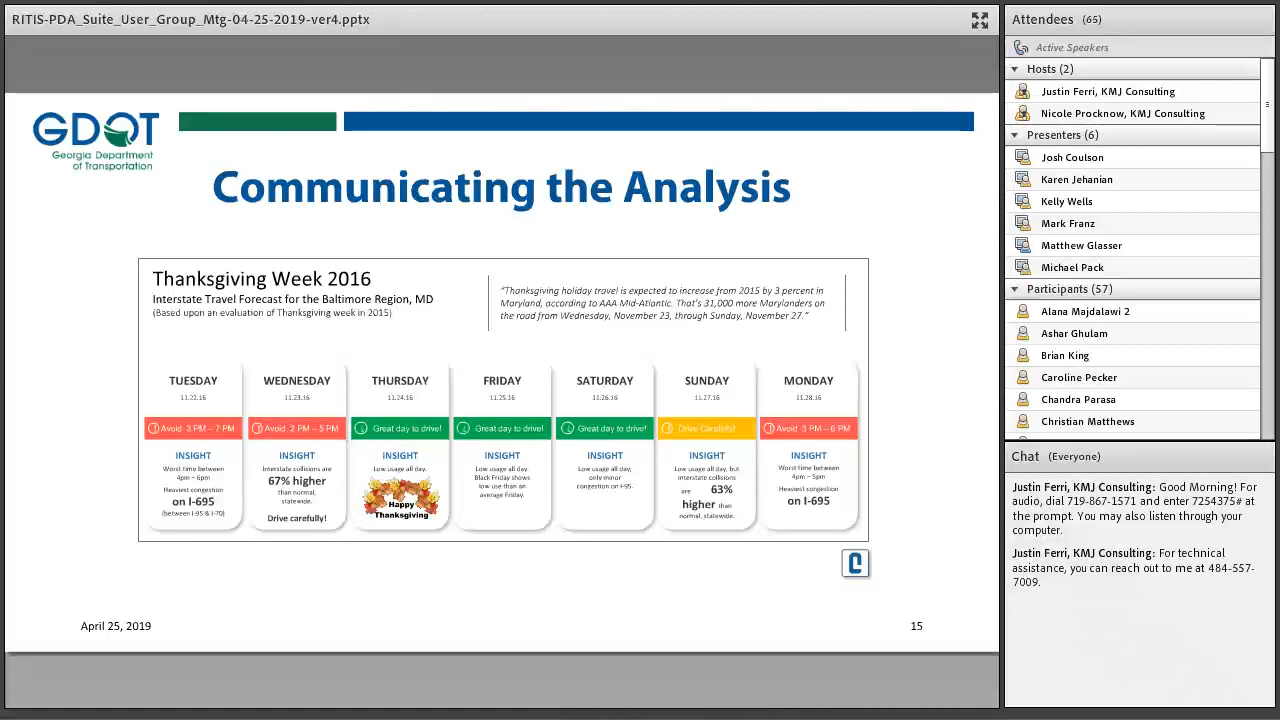 RITIS-PDA_Suite_User_Group_Mtg-04-25-2019-ver4.pptx
GDOT
Georgia Department
of Transportation
Communicating the Analysis
Thanksgiving Week 2016
Interstate Travel Forecast for the Baltimore Region, MD
(Based upon an evaluation of Thanksgiving week in 2015)
"Thanksgiving holiday travel is expected to increase from 2015 by 3 percent in
Maryland, according to AAA Mid-Atlantic. That's 31,000 more Marylanders on
the road from Wednesday, November 23, through Sunday, November 27."
TUESDAY
11.22.16
Avoid: 3 PM – 7 PM
INSIGHT
Worst time between
4pm – 6pm
Heaviest congestion
on I-695
(between I-95 & I-70)
WEDNESDAY
11.23.16
Avoid: 2 PM – 5 PM
INSIGHT
Interstate collisions are
67% higher
than normal,
statewide.
Drive carefully!
THURSDAY
11.24.16
Great day to drive!
INSIGHT
Low usage all day.
Happy
Thanksgiving
FRIDAY
11.25.16
Great day to drive!
INSIGHT
Low usage all day.
Black Friday shows
low use than an
average Friday.
SATURDAY
11.26.16
Great day to drive!
INSIGHT
Low usage all day;
only minor
congestion on I-95.
SUNDAY
11.27.16
Drive Carefully!
INSIGHT
Low usage all day, but
interstate collisions
are 63%
higher than
normal, statewide.
MONDAY
11.28.16
Avoid: 3 PM – 6 PM
INSIGHT
Worst time between
4pm – 5pm
Heaviest congestion
on I-695
April 25, 2019
15
Attendees (65)
Active Speakers
Hosts (2)
Justin Ferri, KMJ Consulting
Nicole Procknow, KMJ Consulting
Presenters (6)
Josh Coulson
Karen Jehanian
Kelly Wells
Mark Franz
Matthew Glasser
Michael Pack
Participants (57)
Alana Majdalawi 2
Ashar Ghulam
Brian King
Caroline Pecker
Chandra Parasa
Christian Matthews
Chat (Everyone)
Justin Ferri, KMJ Consulting: Good Morning! For
audio, dial 719-867-1571 and enter 7254375# at
the prompt. You may also listen through your
computer.
Justin Ferri, KMJ Consulting: For technical
assistance, you can reach out to me at 484-557-
7009.